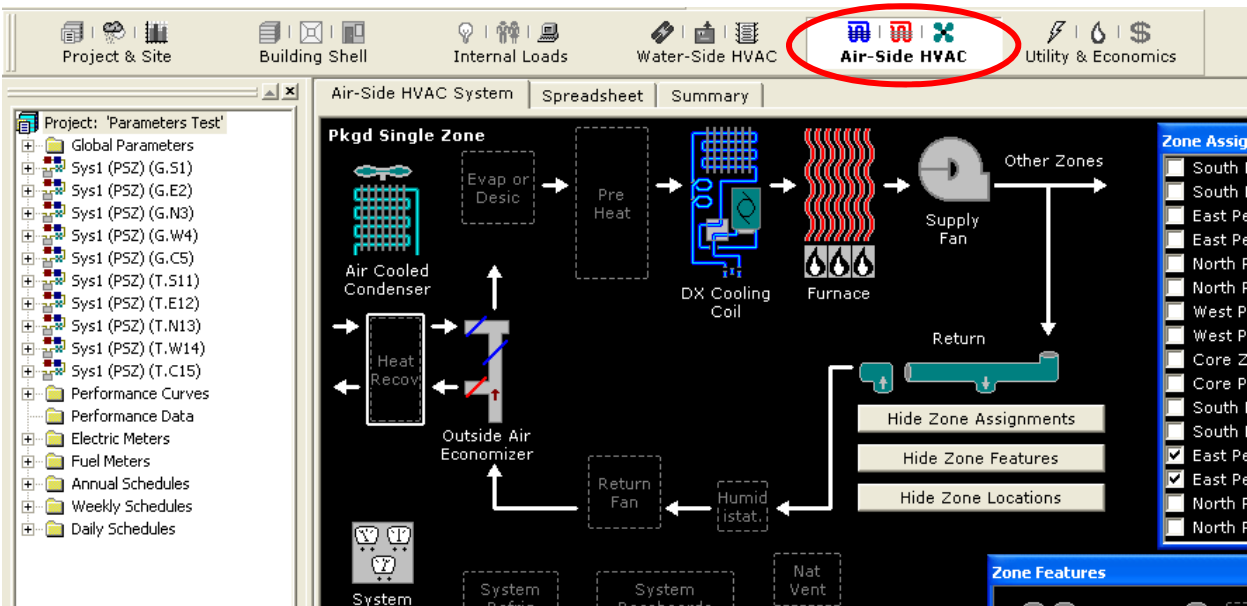 Project & Site
Building Shell
Internal Loads
Water-Side HVAC
Air-Side HVAC
Utility & Economics
Project: 'Parameters Test'
Global Parameters
Sys1 (PSZ) (G.S1)
Sys1 (PSZ) (G.E2)
Sys1 (PSZ) (G.N3)
Sys1 (PSZ) (G.W4)
Sys1 (PSZ) (G.C5)
Sys1 (PSZ) (T.S11)
Sys1 (PSZ) (T.E12)
Sys1 (PSZ) (T.N13)
Sys1 (PSZ) (T.W14)
Sys1 (PSZ) (T.C15)
Performance Curves
Performance Data
Electric Meters
Fuel Meters
Annual Schedules
Weekly Schedules
Daily Schedules
Air-Side HVAC System
Spreadsheet
Summary
Pkgd Single Zone
Evap or
Desic
Pre
Heat
Other Zones
Supply
Fan
Air Cooled
Condenser
DX Cooling
Coil
Furnace
Return
Heat
Recov
Outside Air
Economizer
Hide Zone Assignments
Hide Zone Features
Hide Zone Locations
Return
Fan
Humid
istat.
System
System
System
Nat
Vent
Zone Assig
South
South
East Pe
East Pe
North
North
West P
West P
Core Z
Core P
South
South
East Pe
East Pe
North
North
Zone Features